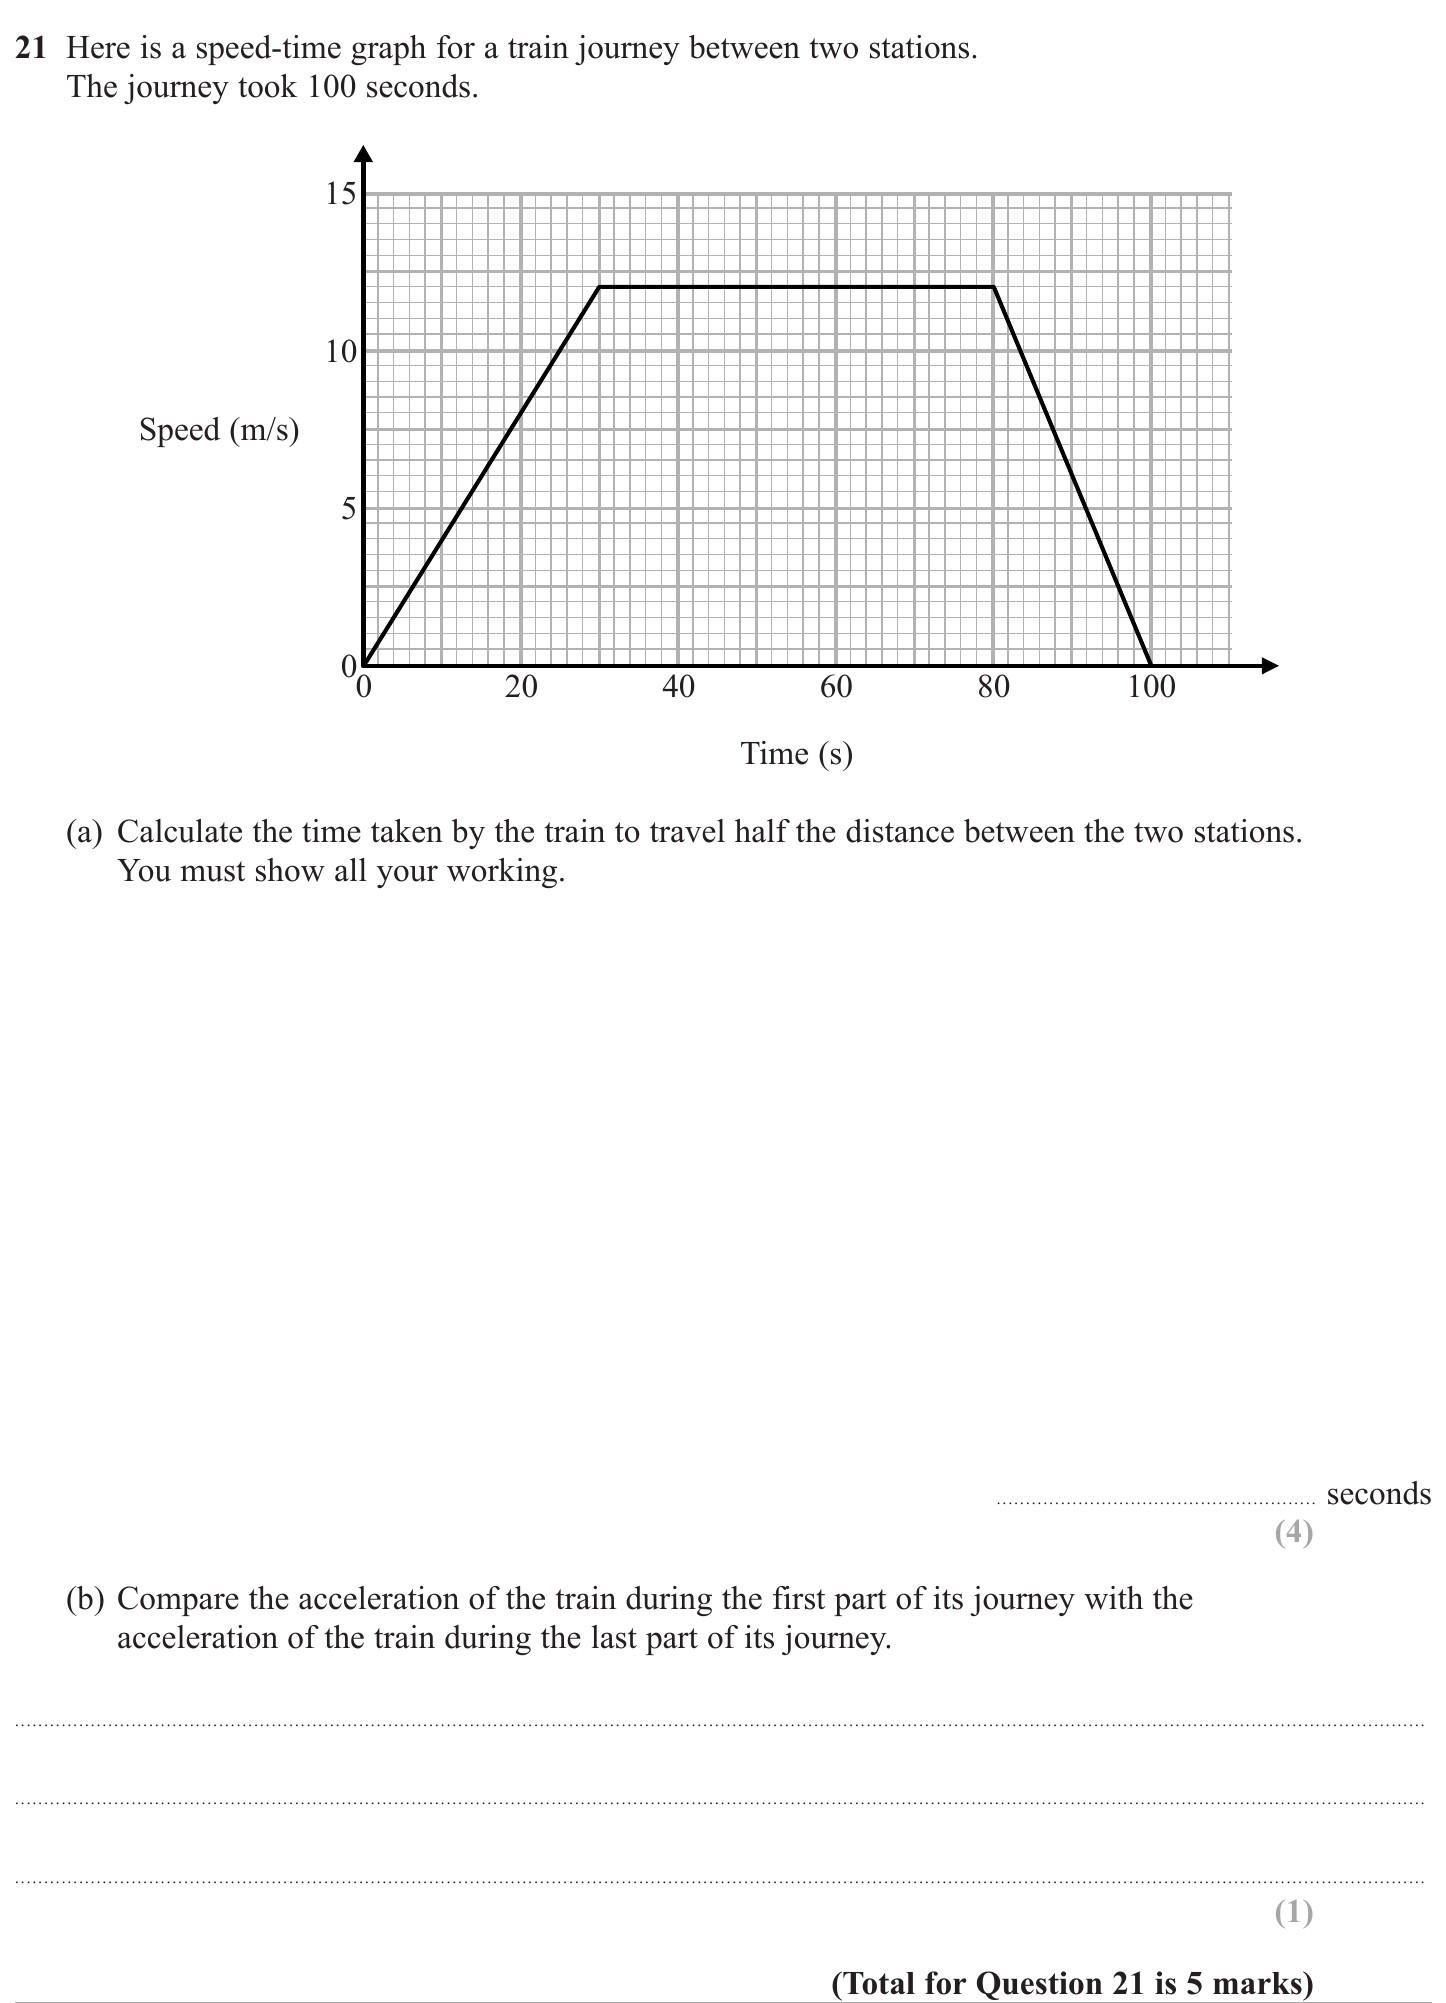 21 Here is a speed-time graph for a train journey between two stations.
The journey took 100 seconds.
15
10
Speed (m/s)
5
0
0 20 40 60 80 100
Time (s)
(a) Calculate the time taken by the train to travel half the distance between the two stations.
You must show all your working.
seconds
(4)
(b) Compare the acceleration of the train during the first part of its journey with the
acceleration of the train during the last part of its journey.
(1)
(Total for Question 21 is 5 marks)